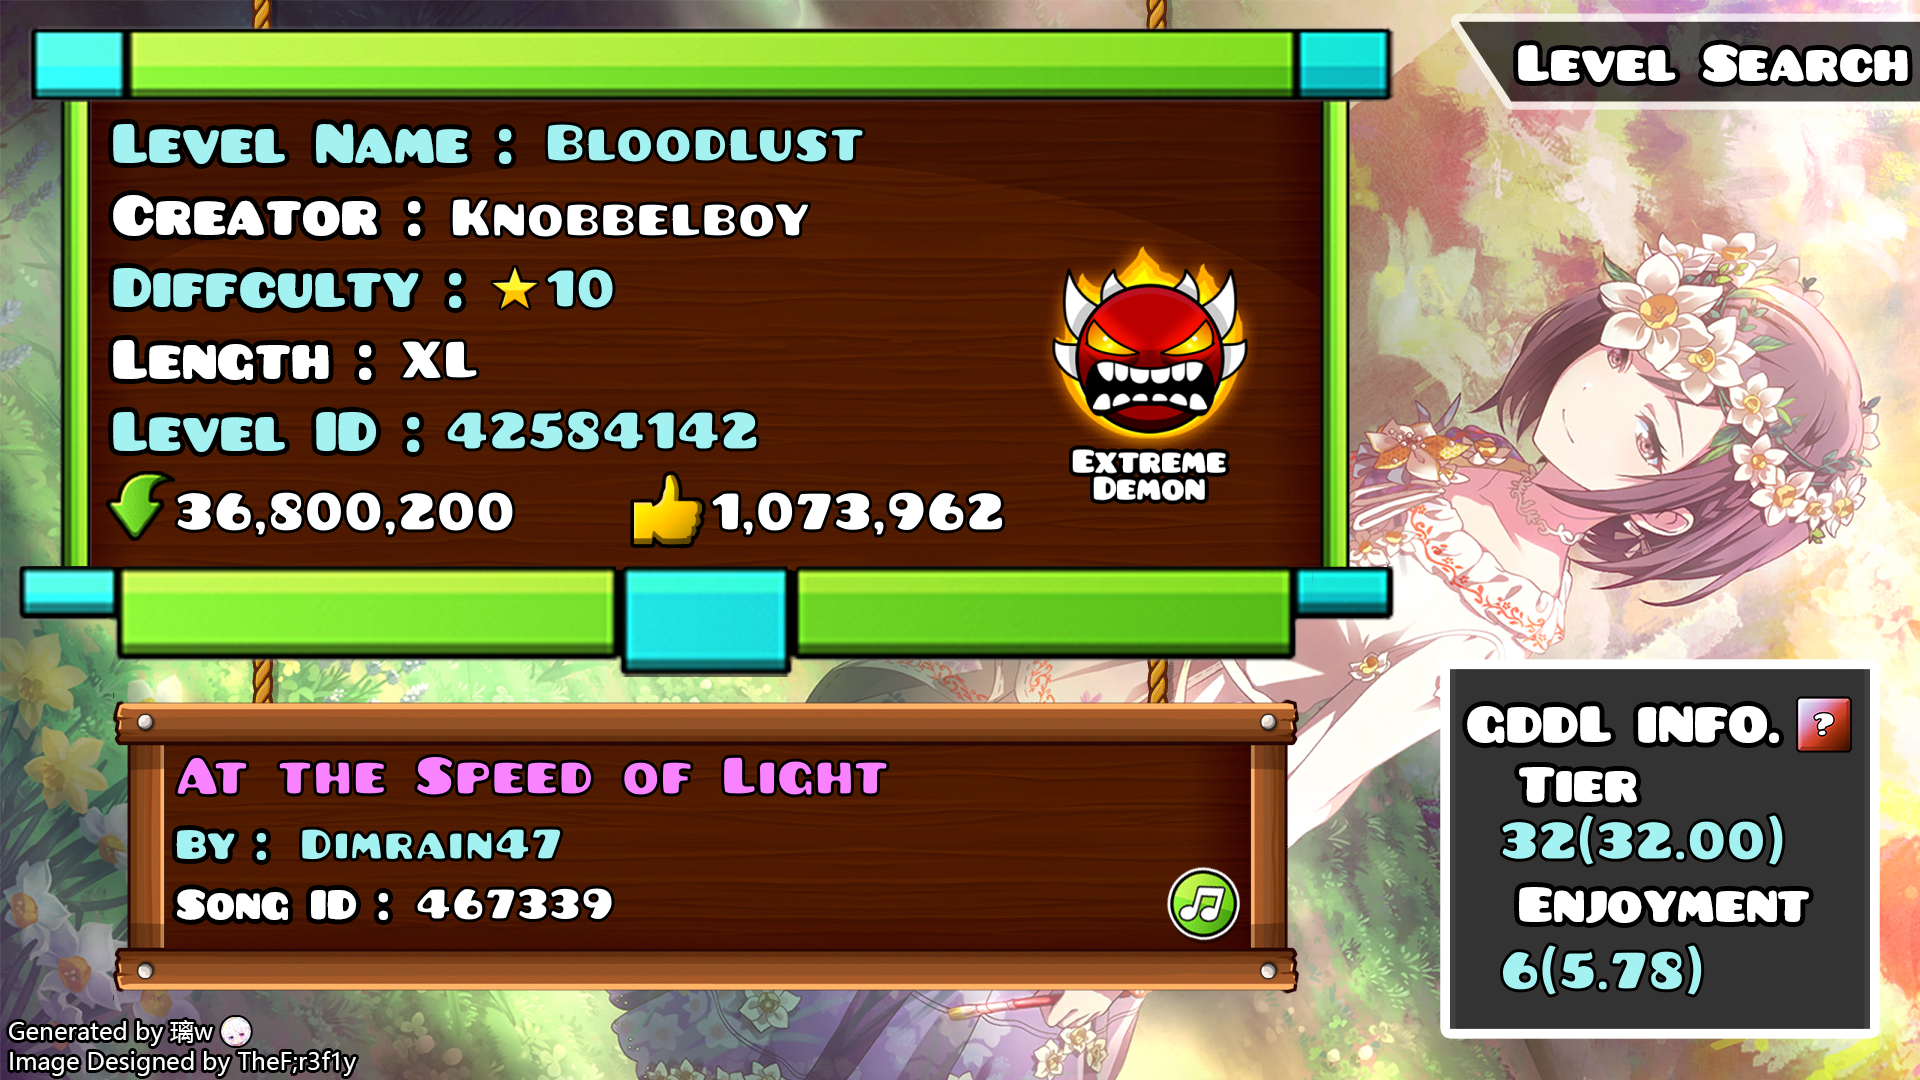 Level Search
Level Name : Bloodlust
Creator : Knobbelboy
Diffculty : ★10
Length : XL
Level ID : 42584142
36,800,200 1,073,962
Extreme
Demon
At the Speed of Light
By : Dimrain47
Song ID : 467339
GDDL Info. ?
Tier
32(32.00)
Enjoyment
6(5.78)
Generated by 璃w
Image Designed by TheF;r3f1y